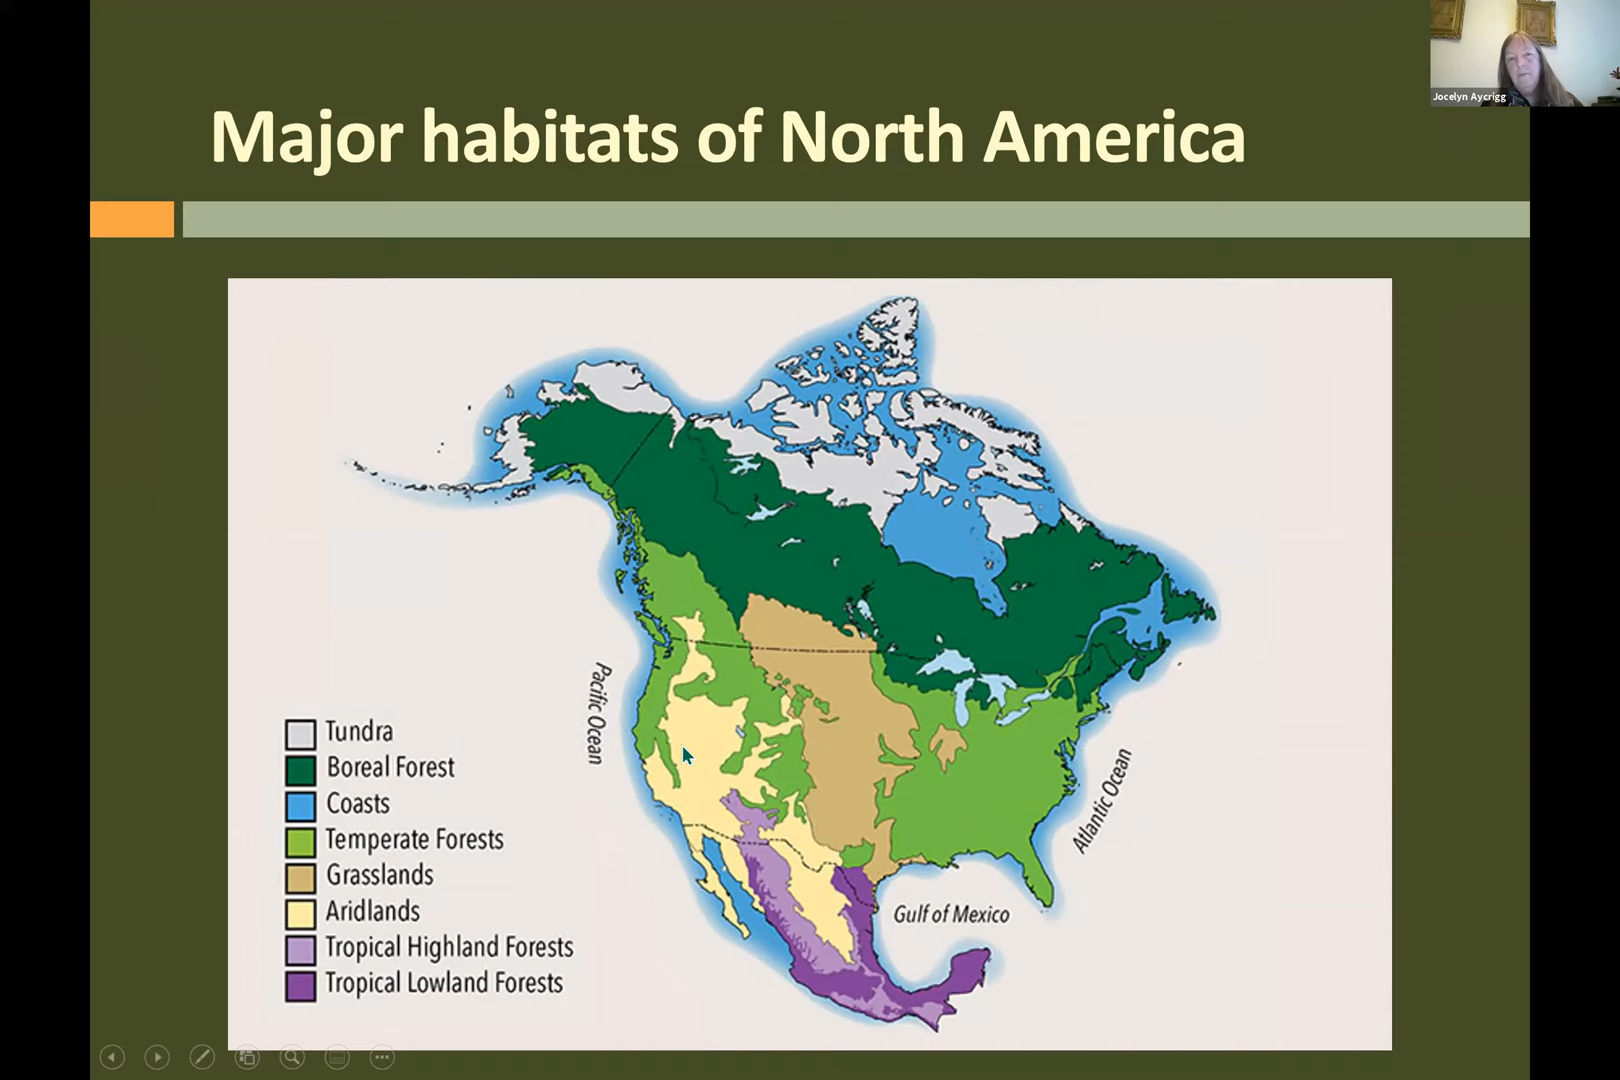 Jocelyn Aycrigg
Major habitats of North America
Pacific Ocean
Atlantic Ocean
Gulf of Mexico
Tundra
Boreal Forest
Coasts
Temperate Forests
Grasslands
Aridlands
Tropical Highland Forests
Tropical Lowland Forests